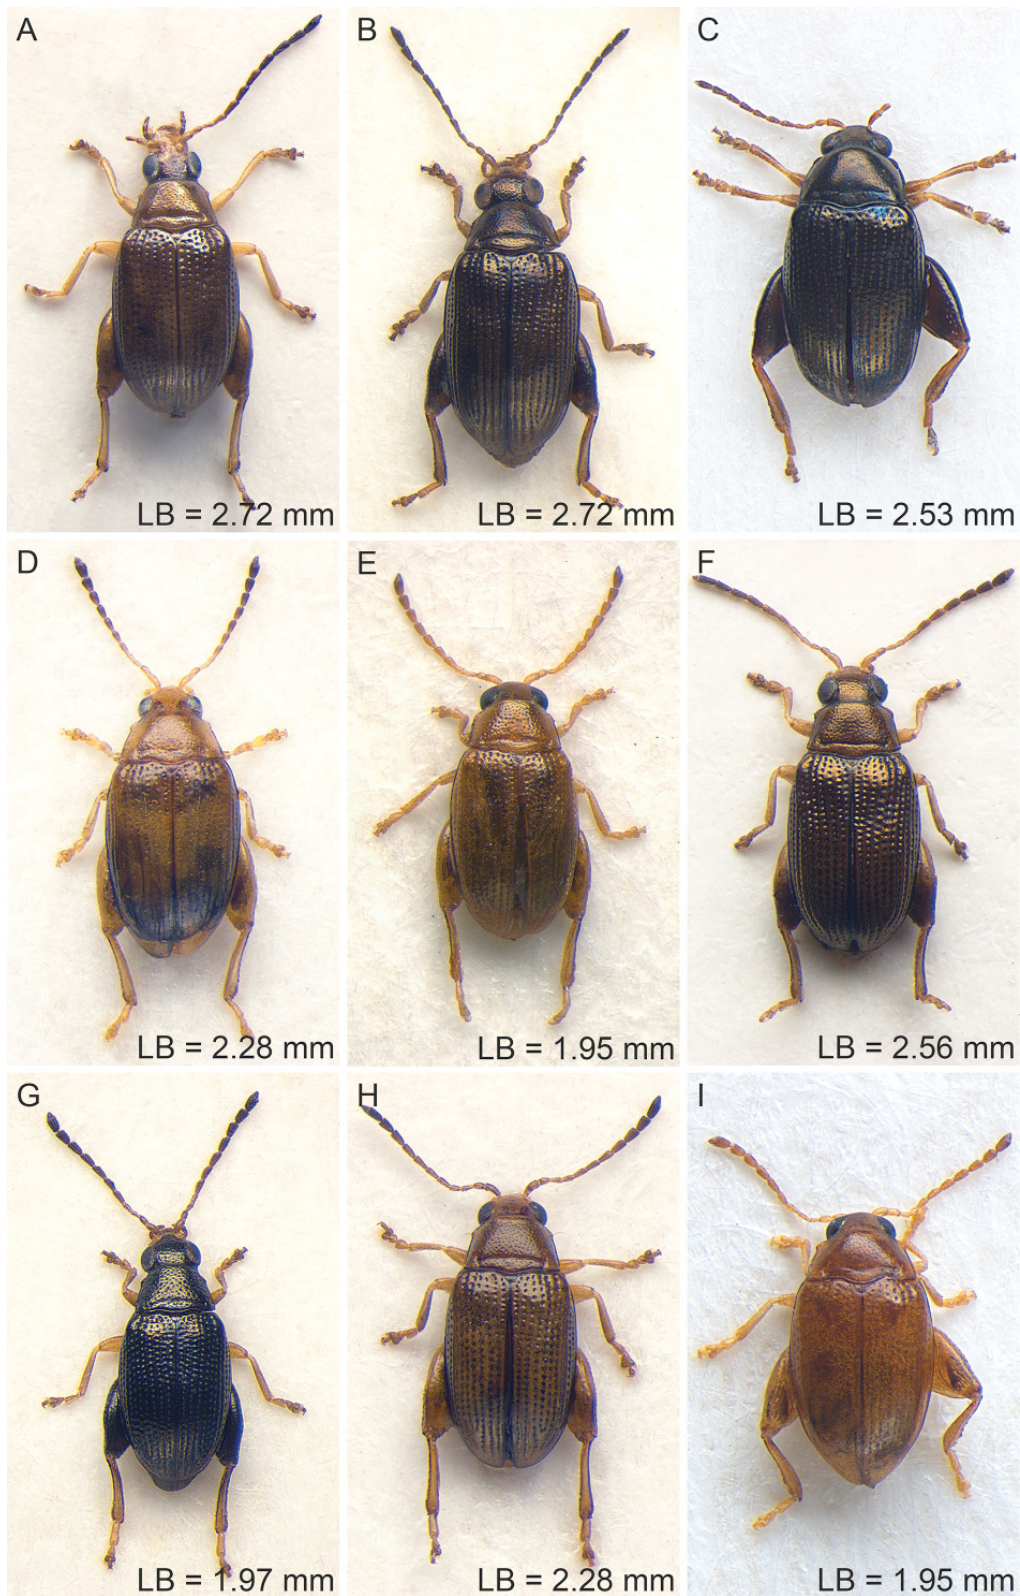 A
B
C
LB = 2.72 mm
LB = 2.72 mm
LB = 2.53 mm
D
E
F
LB = 2.28 mm
LB = 1.95 mm
LB = 2.56 mm
G
H
I
LB = 1.97 mm
LB = 2.28 mm
LB = 1.95 mm